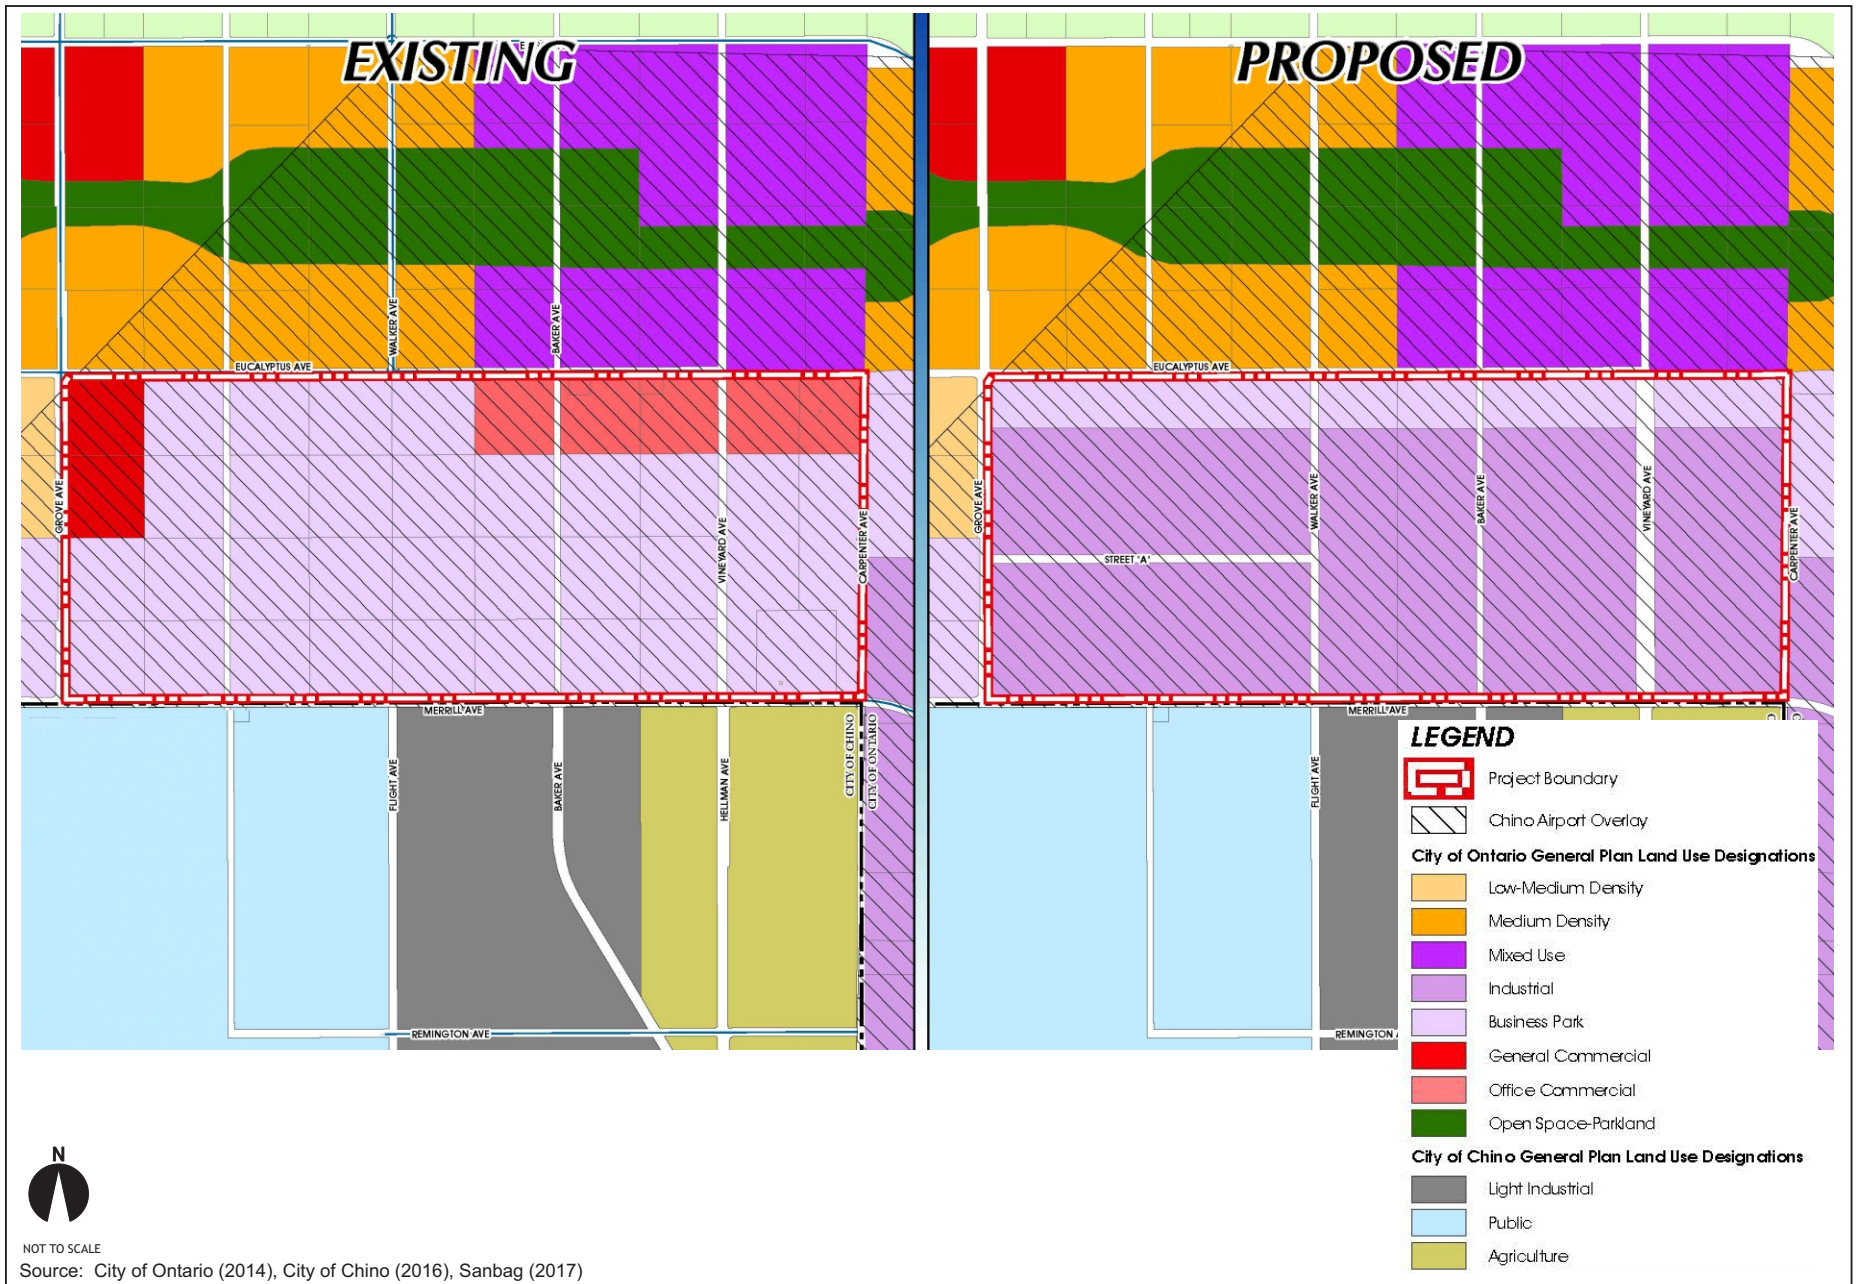 EXISTING
PROPOSED
WALKER AVE
BAKER AVE
EUCALYPTUS AVE
EUCALYPTUS AVE
GROVE AVE
VINEYARD AVE
CARPENTER AVE
GROVE AVE
WALKER AVE
BAKER AVE
VINEYARD AVE
CARPENTER AVE
STREET 'A'
MERRILL AVE
MERRILL AVE
FLIGHT AVE
BAKER AVE
HELLMAN AVE
CITY OF CHINO
CITY OF ONTARIO
FLIGHT AVE
REMINGTON AVE
REMINGTON
LEGEND
Project Boundary
Chino Airport Overlay
City of Ontario General Plan Land Use Designations
Low-Medium Density
Medium Density
Mixed Use
Industrial
Business Park
General Commercial
Office Commercial
Open Space-Parkland
City of Chino General Plan Land Use Designations
Light Industrial
Public
Agriculture
N
NOT TO SCALE
Source: City of Ontario (2014), City of Chino (2016), Sanbag (2017)